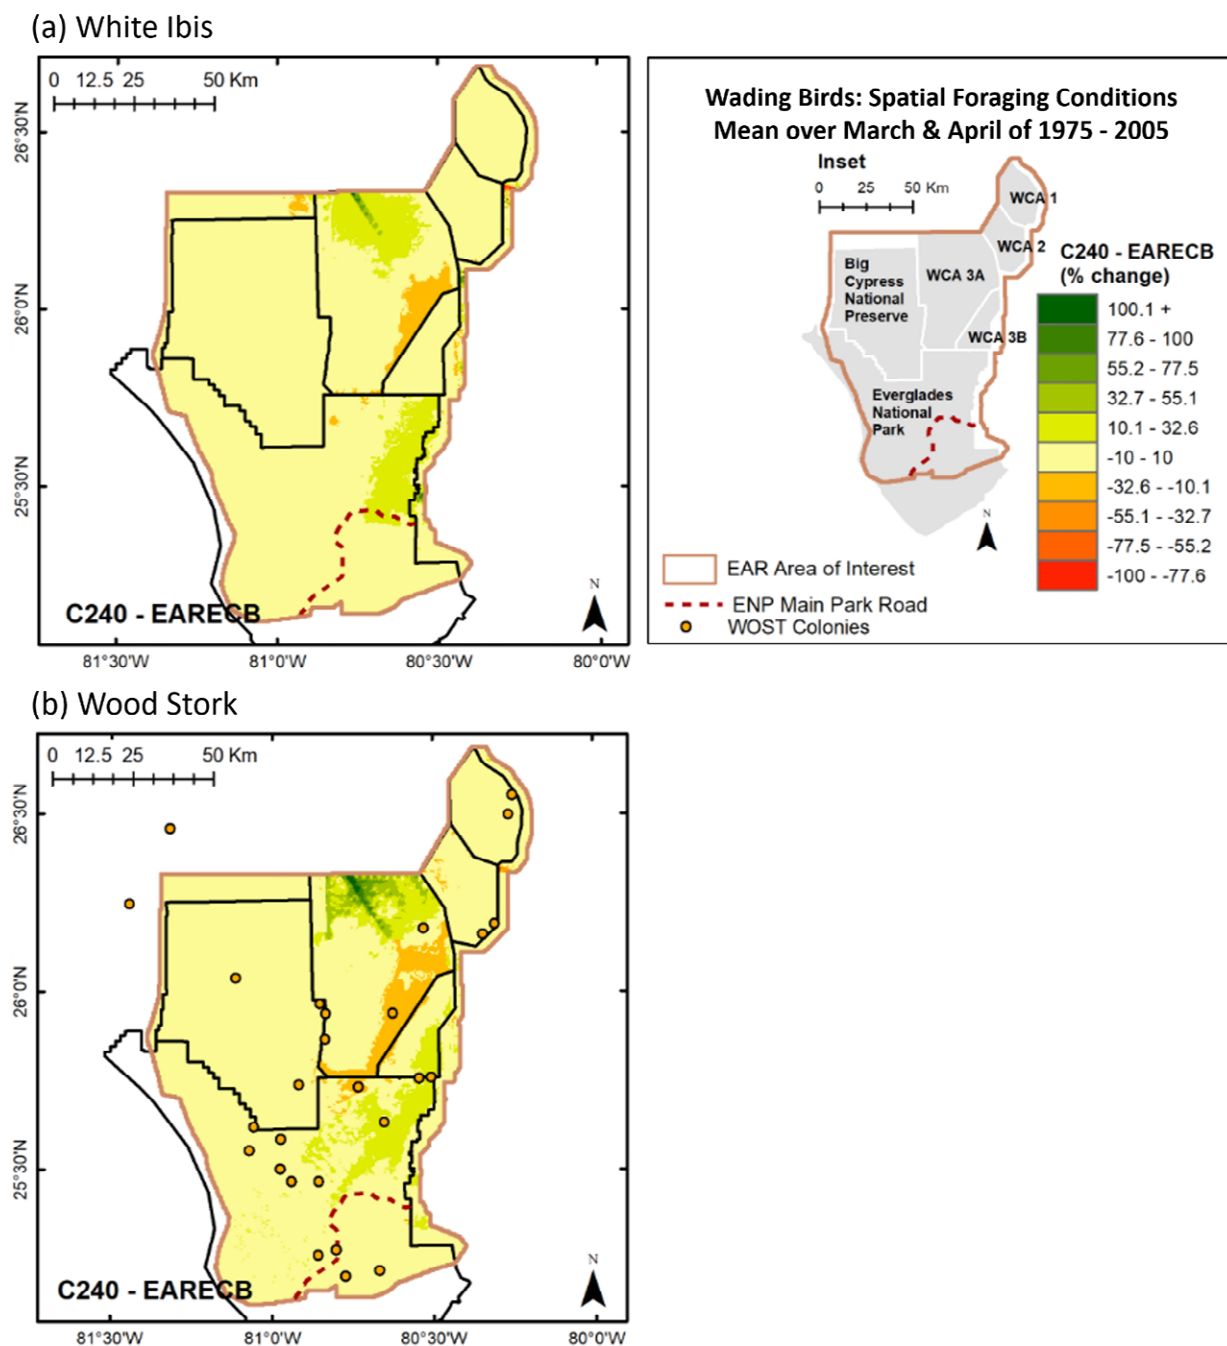 (a) White Ibis
0 12.5 25 50 Km
26°30'N
26°0'N
25°30'N
N
C240 - EARECB
81°30'W 81°0'W 80°30'W 80°0'W
Wading Birds: Spatial Foraging Conditions
Mean over March & April of 1975 - 2005
Inset
0 25 50 Km
WCA 1
WCA 2
WCA 3A
WCA 3B
Big
Cypress
National
Preserve
Everglades
National
Park
N
C240 - EARECB
(% change)
100.1 +
77.6 - 100
55.2 - 77.5
32.7 - 55.1
10.1 - 32.6
-10 - 10
-32.6 - -10.1
-55.1 - -32.7
-77.5 - -55.2
-100 - -77.6
EAR Area of Interest
ENP Main Park Road
WOST Colonies
(b) Wood Stork
0 12.5 25 50 Km
26°30'N
26°0'N
25°30'N
N
C240 - EARECB
81°30'W 81°0'W 80°30'W 80°0'W